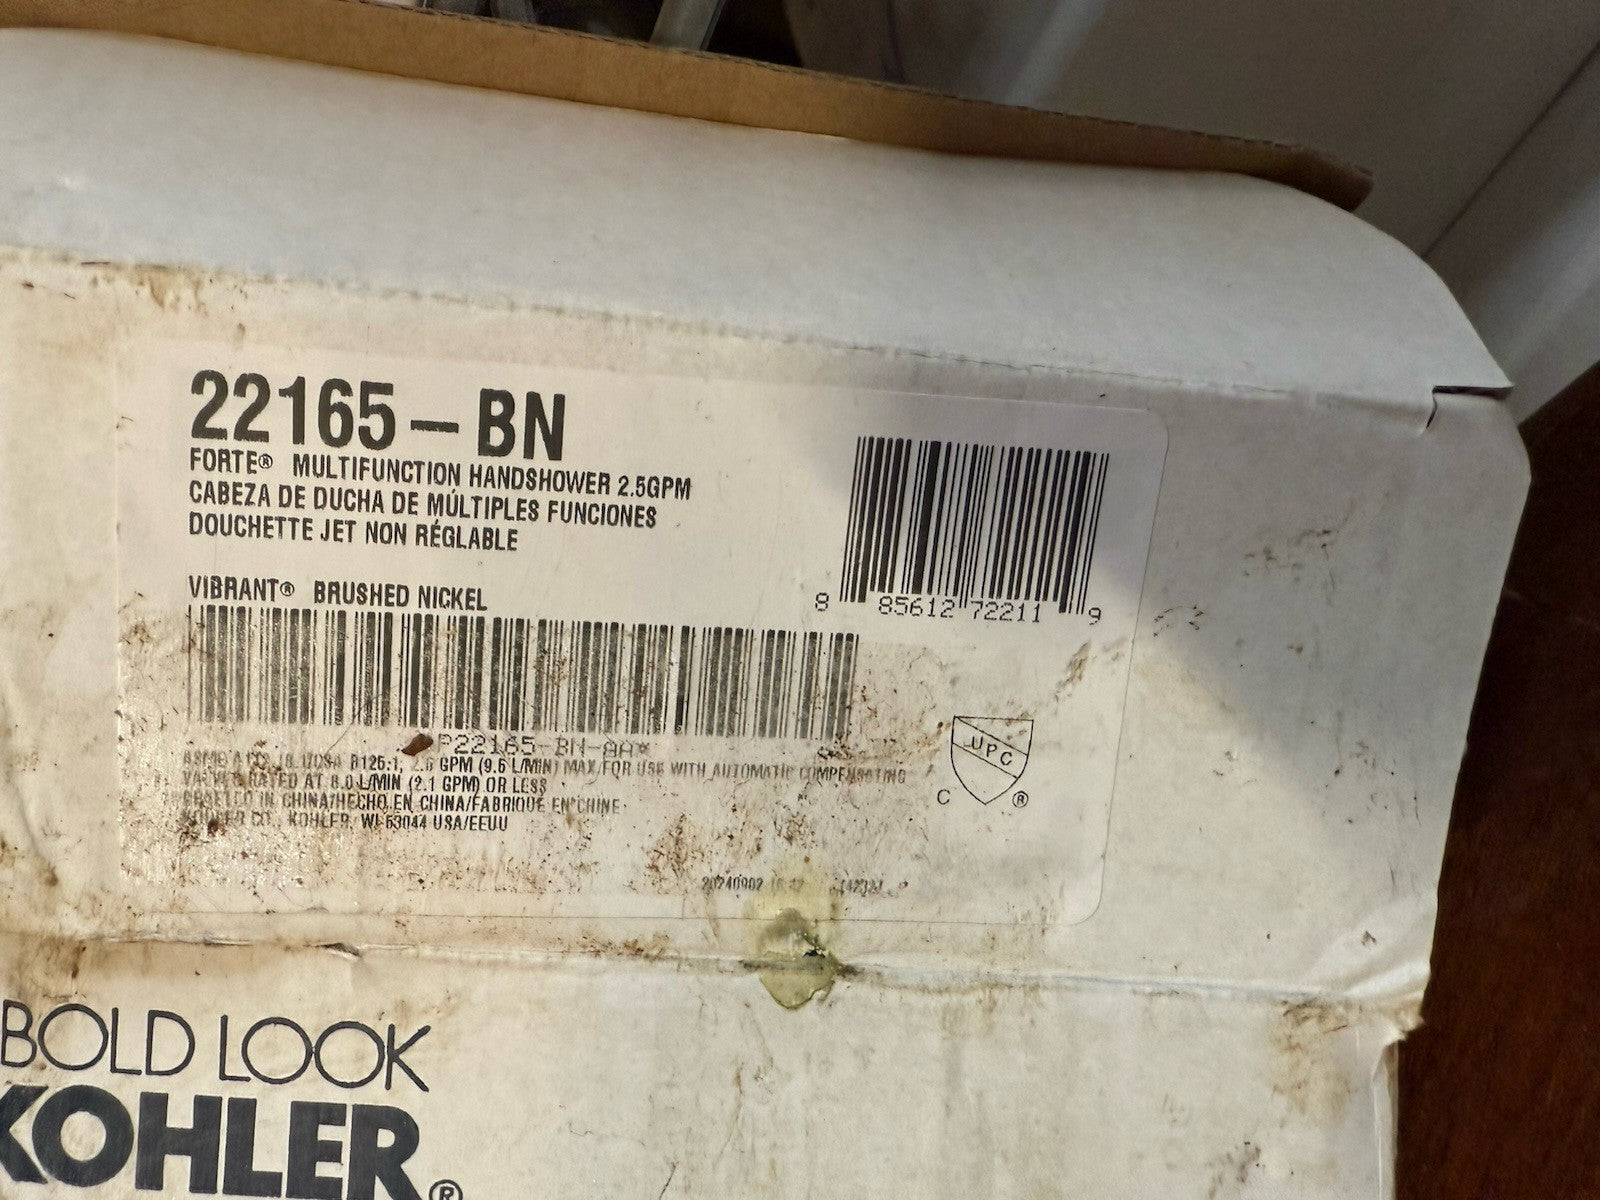 22165-BN
FORTE® MULTIFUNCTION HANDSHOWER 2.5GPM
CABEZA DE DUCHA DE MÚLTIPLES FUNCIONES
DOUCHETTE JET NON RÉGLABLE
VIBRANT® BRUSHED NICKEL
8 85612 72211 9
P22165-BN-AA*
GPM (9.5 L/MIN) MAX/FOR USE WITH AUTOMATIC COMPENSATING
RATED AT 8.0 L/MIN (2.1 GPM) OR LESS
IN CHINA/HECHO EN CHINA/FABRIQUÉ EN CHINE
KOHLER CO., KOHLER, WI 53044 USA/EEUU
UPC
C ®
20240902
BOLD LOOK
KOHLER®